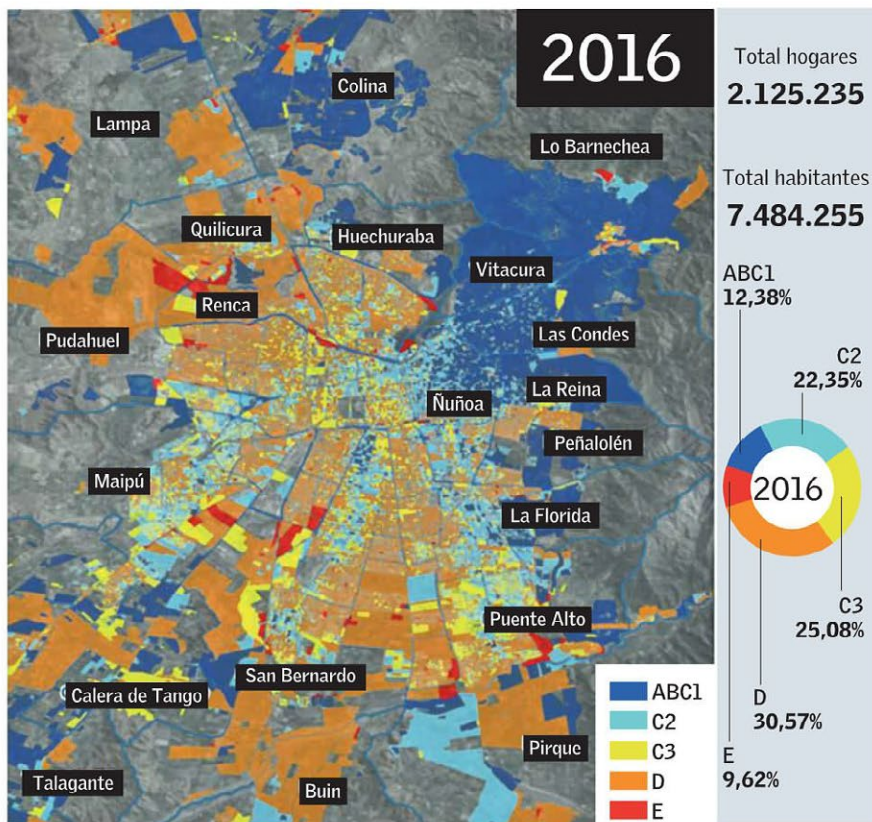 2016
Colina
Lampa
Lo Barnechea
Quilicura
Huechuraba
Vitacura
Renca
Pudahuel
Las Condes
La Reina
Ñuñoa
Peñalolén
Maipú
La Florida
Puente Alto
San Bernardo
Calera de Tango
Pirque
Talagante
Buin
ABC1
C2
C3
D
E
Total hogares
2.125.235
Total habitantes
7.484.255
ABC1
12,38%
C2
22,35%
2016
C3
25,08%
D
30,57%
E
9,62%